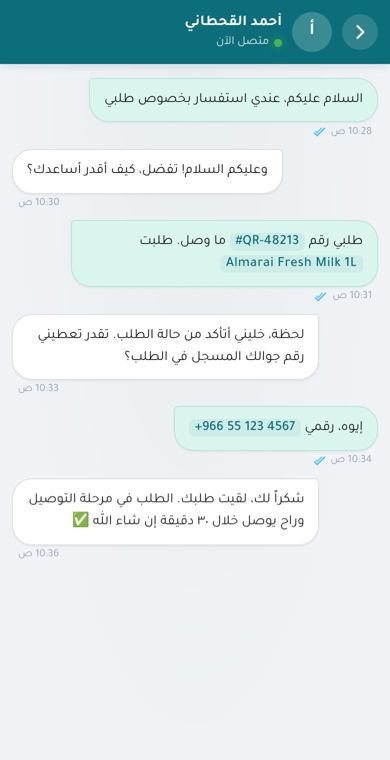 أحمد القحطاني
متصل الآن
أ
السلام عليكم، عندي استفسار بخصوص طلبي
10:28 ص
وعليكم السلام! تفضل، كيف أقدر أساعدك؟
10:30 ص
طلبي رقم #QR-48213 ما وصل. طلبت
Almarai Fresh Milk 1L
10:31 ص
لحظة، خليني أتأكد من حالة الطلب. تقدر تعطيني
رقم جوالك المسجل في الطلب؟
10:33 ص
إيوه، رقمي +966 55 123 4567
10:34 ص
شكراً لك، لقيت طلبك. الطلب في مرحلة التوصيل
وراح يوصل خلال ٣٠ دقيقة إن شاء الله ✅
10:36 ص